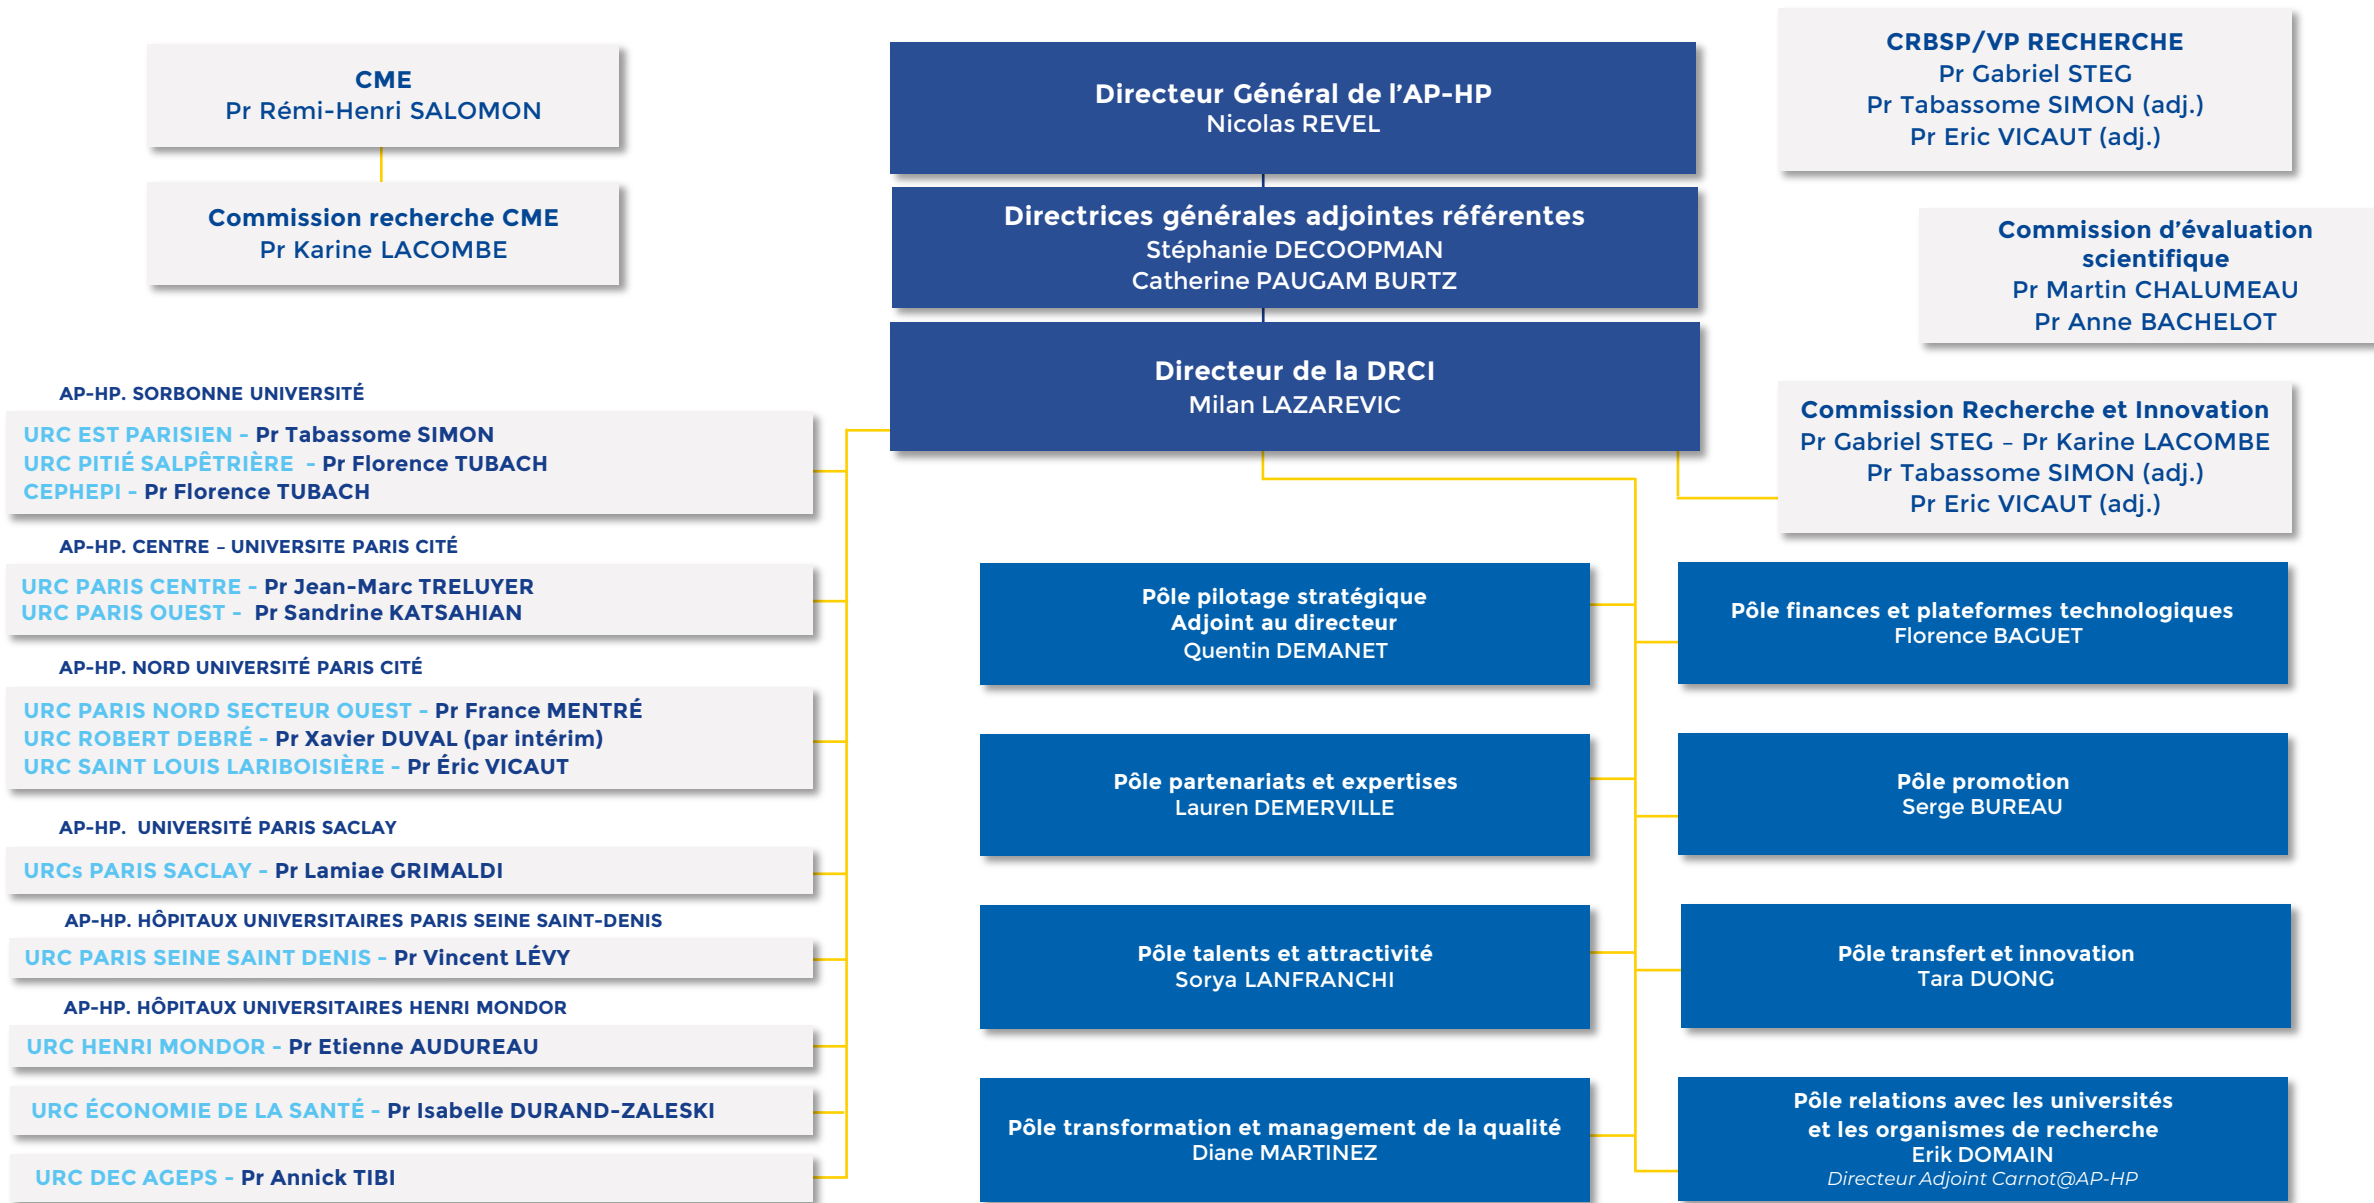 CME
Pr Rémi-Henri SALOMON
Commission recherche CME
Pr Karine LACOMBE
Directeur Général de l'AP-HP
Nicolas REVEL
Directrices générales adjointes référentes
Stéphanie DECOOPMAN
Catherine PAUGAM BURTZ
Directeur de la DRCI
Milan LAZAREVIC
CRBSP/VP RECHERCHE
Pr Gabriel STEG
Pr Tabassome SIMON (adj.)
Pr Eric VICAUT (adj.)
Commission d'évaluation
scientifique
Pr Martin CHALUMEAU
Pr Anne BACHELOT
Commission Recherche et Innovation
Pr Gabriel STEG – Pr Karine LACOMBE
Pr Tabassome SIMON (adj.)
Pr Eric VICAUT (adj.)
AP-HP. SORBONNE UNIVERSITÉ
URC EST PARISIEN - Pr Tabassome SIMON
URC PITIÉ SALPÊTRIÈRE - Pr Florence TUBACH
CEPHEPI - Pr Florence TUBACH
AP-HP. CENTRE – UNIVERSITE PARIS CITÉ
URC PARIS CENTRE - Pr Jean-Marc TRELUYER
URC PARIS OUEST - Pr Sandrine KATSAHIAN
AP-HP. NORD UNIVERSITÉ PARIS CITÉ
URC PARIS NORD SECTEUR OUEST - Pr France MENTRÉ
URC ROBERT DEBRÉ - Pr Xavier DUVAL (par intérim)
URC SAINT LOUIS LARIBOISIÈRE - Pr Éric VICAUT
AP-HP. UNIVERSITÉ PARIS SACLAY
URCs PARIS SACLAY - Pr Lamiae GRIMALDI
AP-HP. HÔPITAUX UNIVERSITAIRES PARIS SEINE SAINT-DENIS
URC PARIS SEINE SAINT DENIS - Pr Vincent LÉVY
AP-HP. HÔPITAUX UNIVERSITAIRES HENRI MONDOR
URC HENRI MONDOR - Pr Etienne AUDUREAU
URC ÉCONOMIE DE LA SANTÉ - Pr Isabelle DURAND-ZALESKI
URC DEC AGEPS - Pr Annick TIBI
Pôle pilotage stratégique
Adjoint au directeur
Quentin DEMANET
Pôle finances et plateformes technologiques
Florence BAGUET
Pôle partenariats et expertises
Lauren DEMERVILLE
Pôle promotion
Serge BUREAU
Pôle talents et attractivité
Sorya LANFRANCHI
Pôle transfert et innovation
Tara DUONG
Pôle transformation et management de la qualité
Diane MARTINEZ
Pôle relations avec les universités
et les organismes de recherche
Erik DOMAIN
Directeur Adjoint Carnot@AP-HP